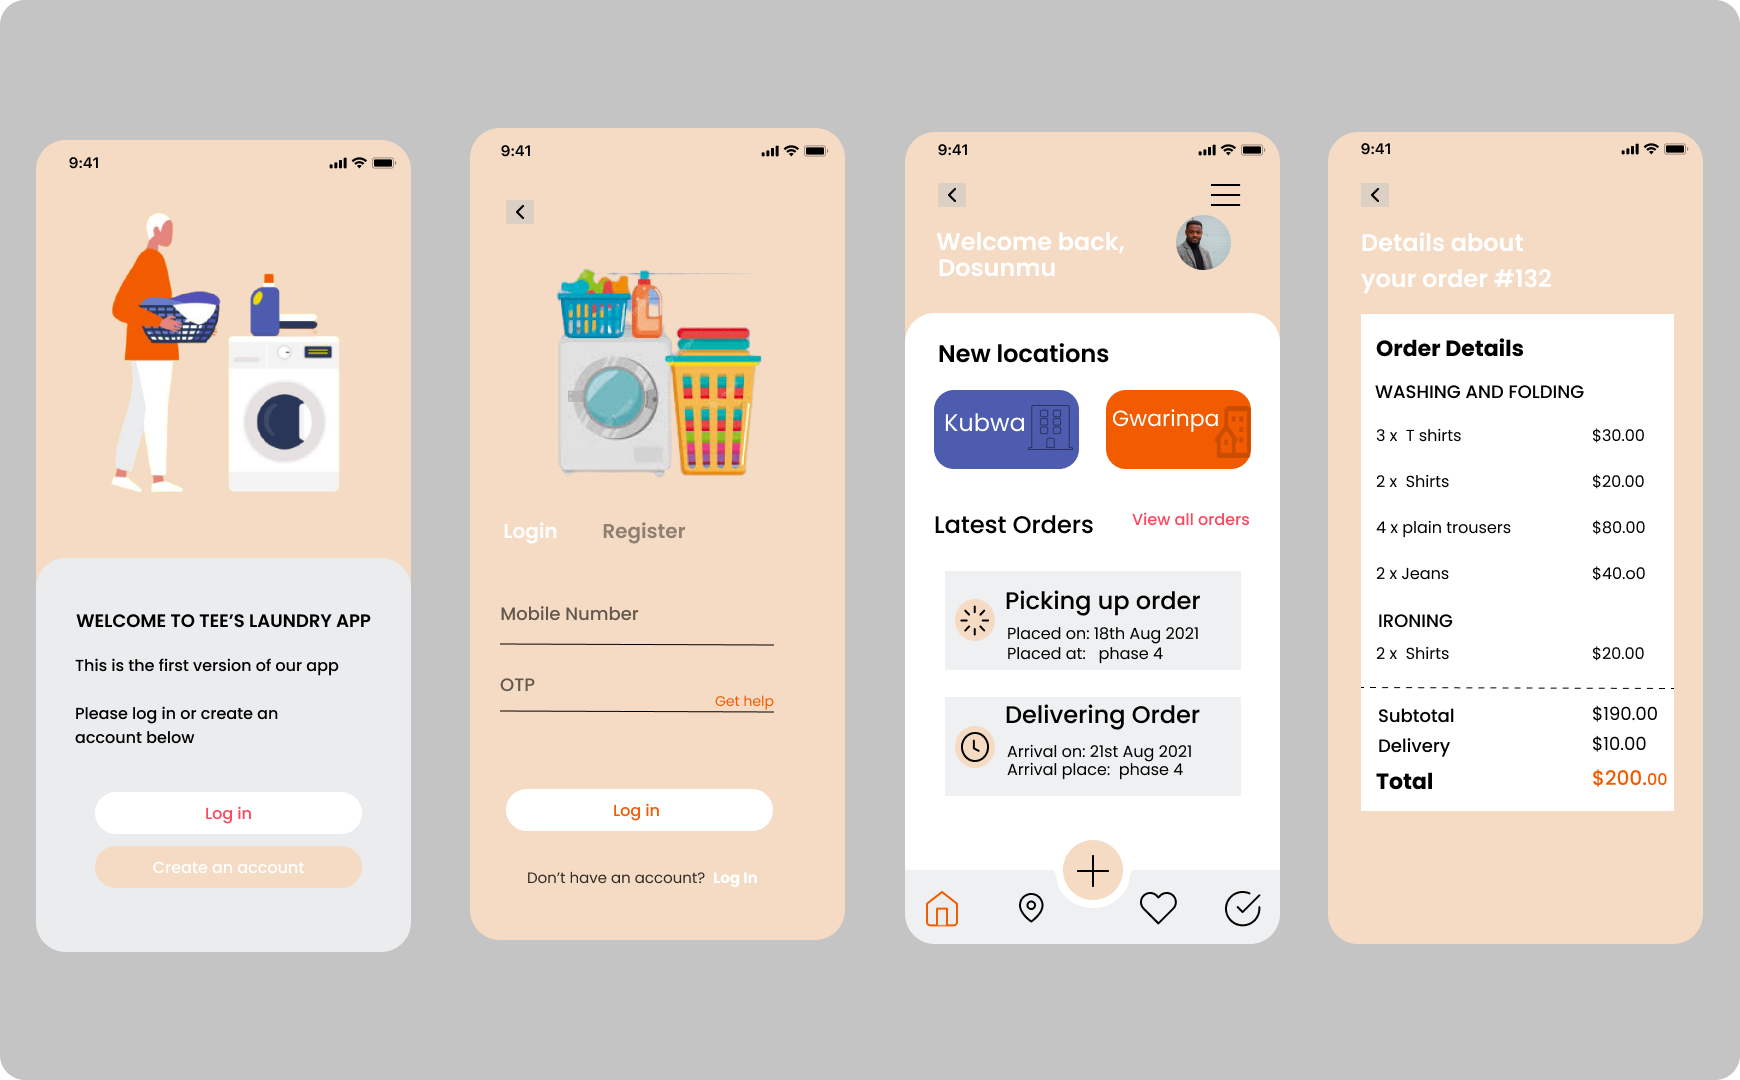 9:41
WELCOME TO TEE’S LAUNDRY APP
This is the first version of our app
Please log in or create an
account below
Log in
Create an account
9:41
Login Register
Mobile Number
OTP
Get help
Log in
Don’t have an account? Log In
9:41
Welcome back,
Dosunmu
New locations
Kubwa
Gwarinpa
Latest Orders
View all orders
Picking up order
Placed on: 18th Aug 2021
Placed at: phase 4
Delivering Order
Arrival on: 21st Aug 2021
Arrival place: phase 4
9:41
Details about
your order #132
Order Details
WASHING AND FOLDING
3 x T shirts $30.00
2 x Shirts $20.00
4 x plain trousers $80.00
2 x Jeans $40.o0
IRONING
2 x Shirts $20.00
Subtotal $190.00
Delivery $10.00
Total $200.00